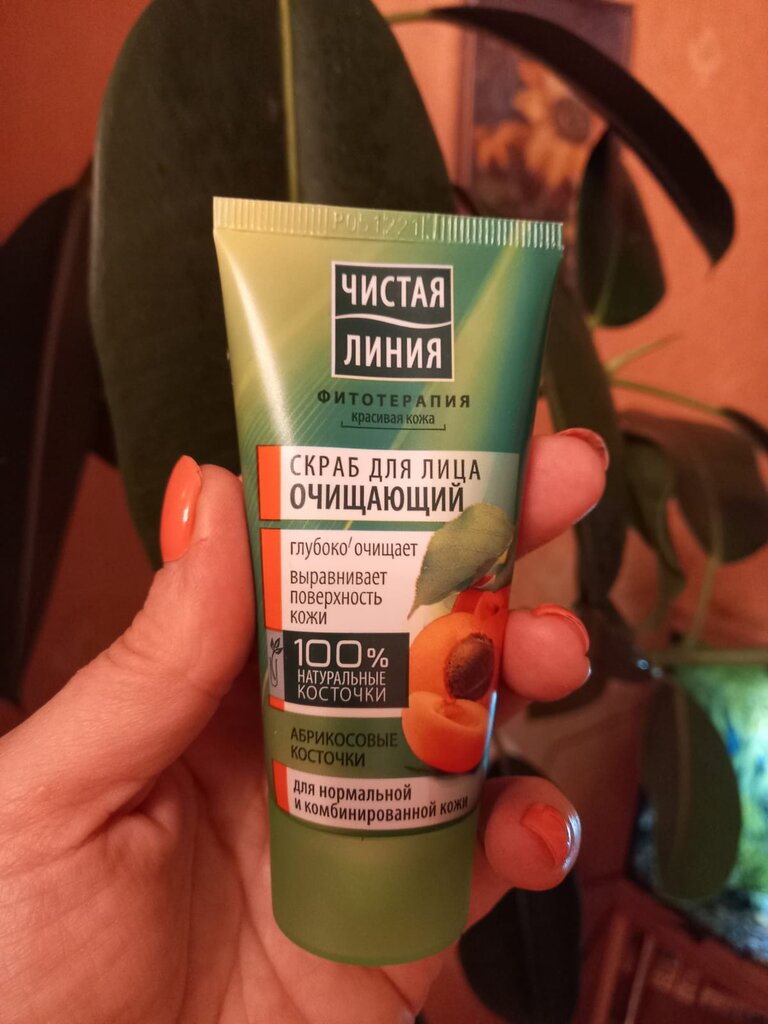 ЧИСТАЯ
ЛИНИЯ
ФИТОТЕРАПИЯ
красивая кожа
СКРАБ ДЛЯ ЛИЦА
ОЧИЩАЮЩИЙ
глубоко' очищает
выравнивает
поверхность
кожи
100%
НАТУРАЛЬНЫЕ
КОСТОЧКИ
АБРИКОСОВЫЕ
КОСТОЧКИ
для нормальной
и комбинированной кожи